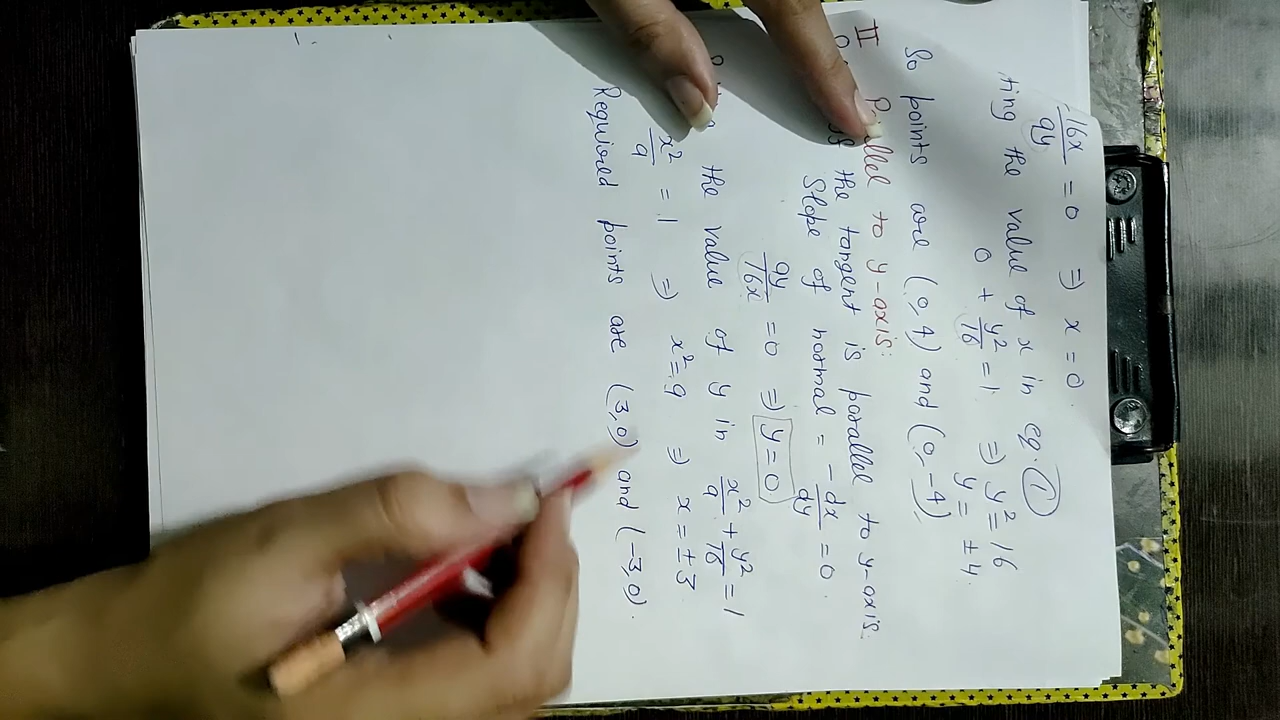 -16x/9y = 0 ⇒ x = 0.
ting the value of x in eq. (1)
0 + y²/16 = 1 ⇒ y² = 16
y = ±4.
So points are (0,4) and (0,-4)
II Parallel to y-axis:
if the tangent is parallel to y-axis.
Slope of normal = -dx/dy = 0.
9y/16x = 0 ⇒ y = 0
the value of y in x²/9 + y²/16 = 1
x²/9 = 1 ⇒ x² = 9 ⇒ x = ±3
Required points are (3,0) and (-3,0).